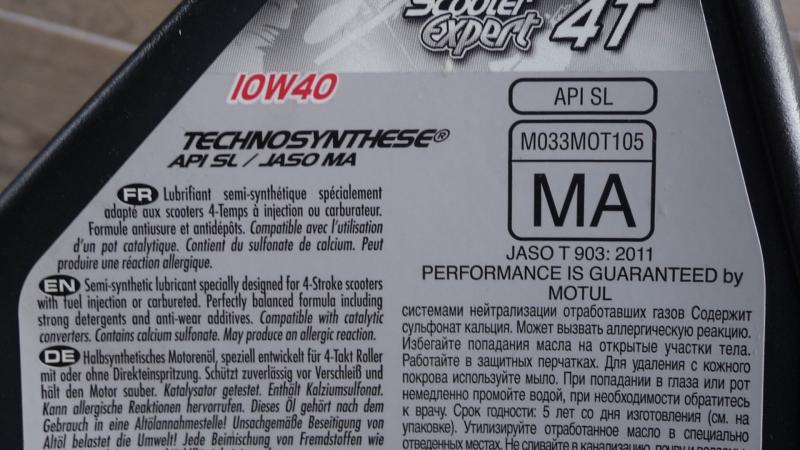 Scooter
expert 4T
10W40
TECHNOSYNTHESE®
API SL / JASO MA
FR Lubrifiant semi-synthétique spécialement
adapté aux scooters 4-Temps à injection ou carburateur.
Formule antiusure et antidépôts. Compatible avec l'utilisation
d'un pot catalytique. Contient du sulfonate de calcium. Peut
produire une réaction allergique.
EN Semi-synthetic lubricant specially designed for 4-Stroke scooters
with fuel injection or carbureted. Perfectly balanced formula including
strong detergents and anti-wear additives. Compatible with catalytic
converters. Contains calcium sulfonate. May produce an allergic reaction.
DE Halbsynthetisches Motorenöl, speziell entwickelt für 4-Takt Roller
mit oder ohne Direkteinspritzung. Schützt zuverlässig vor Verschleiß und
hält den Motor sauber. Katalysator getestet. Enthält Kalziumsulfonat.
Kann allergische Reaktionen hervorrufen. Dieses Öl gehört nach dem
Gebrauch in eine Altölannahmestelle! Unsachgemäße Beseitigung von
Altöl belastet die Umwelt! Jede Beimischung von Fremdstoffen wie
API SL
M033MOT105
MA
JASO T 903: 2011
PERFORMANCE IS GUARANTEED by
MOTUL
системами нейтрализации отработавших газов Содержит
сульфонат кальция. Может вызвать аллергическую реакцию.
Избегайте попадания масла на открытые участки тела.
Работайте в защитных перчатках. Для удаления с кожного
покрова используйте мыло. При попадании в глаза или рот
немедленно промойте водой, при необходимости обратитесь
к врачу. Срок годности: 5 лет со дня изготовления (см. на
упаковке). Утилизируйте отработанное масло в специально
отведенных местах. Не сливайте в канализацию, почву и